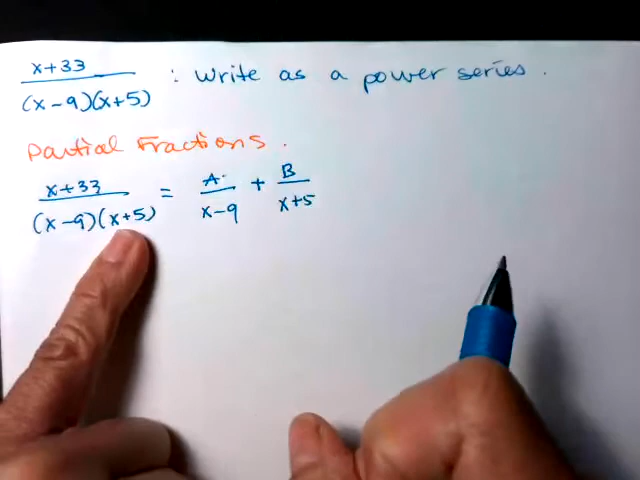 x+33 / (x-9)(x+5) : Write as a power series.
Partial Fractions.
x+33 / (x-9)(x+5) = A / x-9 + B / x+5